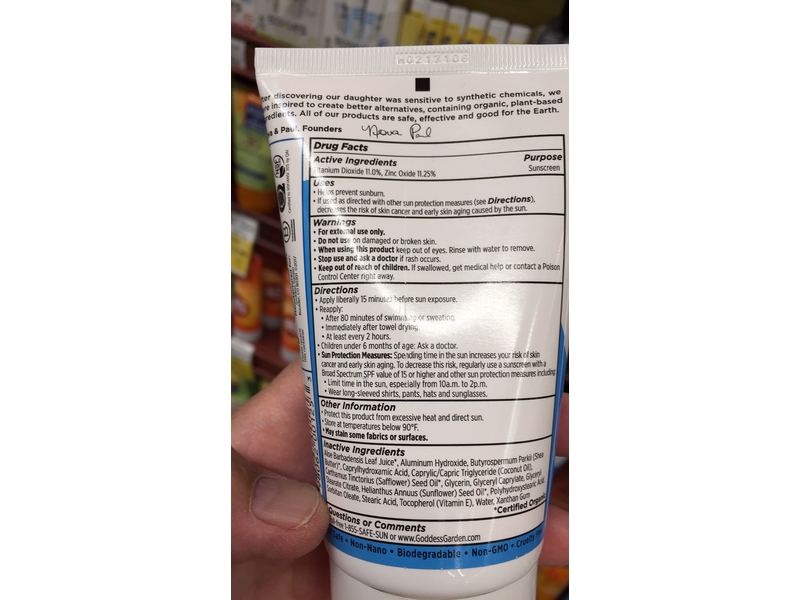 M0217106
discovering our daughter was sensitive to synthetic chemicals, we
inspired to create better alternatives, containing organic, plant-based
All of our products are safe, effective and good for the Earth.
& Paul, Founders
Drug Facts
Active Ingredients Purpose
Titanium Dioxide 11.0%, Zinc Oxide 11.25% Sunscreen
Uses
• Helps prevent sunburn.
• If used as directed with other sun protection measures (see Directions),
decreases the risk of skin cancer and early skin aging caused by the sun.
Warnings
• For external use only.
• Do not use on damaged or broken skin.
• When using this product keep out of eyes. Rinse with water to remove.
• Stop use and ask a doctor if rash occurs.
• Keep out of reach of children. If swallowed, get medical help or contact a Poison
Control Center right away.
Directions
• Apply liberally 15 minutes before sun exposure.
• Reapply:
• After 80 minutes of swimming or sweating.
• Immediately after towel drying.
• At least every 2 hours.
• Children under 6 months of age: Ask a doctor.
• Sun Protection Measures: Spending time in the sun increases your risk of skin
cancer and early skin aging. To decrease this risk, regularly use a sunscreen with a
Broad Spectrum SPF value of 15 or higher and other sun protection measures including:
• Limit time in the sun, especially from 10a.m. to 2p.m.
• Wear long-sleeved shirts, pants, hats and sunglasses.
Other Information
• Protect this product from excessive heat and direct sun.
• Store at temperatures below 90°F.
• May stain some fabrics or surfaces.
Inactive Ingredients
Aloe Barbadensis Leaf Juice*, Aluminum Hydroxide, Butyrospermum Parkii (Shea
Butter)*, Caprylhydroxamic Acid, Caprylic/Capric Triglyceride (Coconut Oil),
Carthamus Tinctorius (Safflower) Seed Oil*, Glycerin, Glyceryl Caprylate, Glyceryl
Stearate Citrate, Helianthus Annuus (Sunflower) Seed Oil*, Polyhydroxystearic Acid,
Sorbitan Oleate, Stearic Acid, Tocopherol (Vitamin E), Water, Xanthan Gum
*Certified Organic
Questions or Comments
1-855-SAFE-SUN or www.GoddessGarden.com
• Non-Nano • Biodegradable • Non-GMO • Cruelty